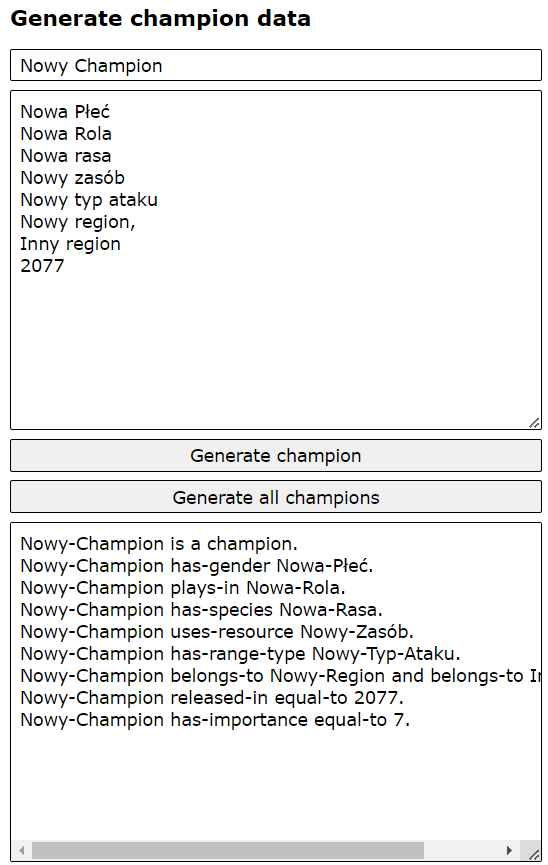 Generate champion data
Nowy Champion
Nowa Płeć
Nowa Rola
Nowa rasa
Nowy zasób
Nowy typ ataku
Nowy region,
Inny region
2077
Generate champion
Generate all champions
Nowy-Champion is a champion.
Nowy-Champion has-gender Nowa-Płeć.
Nowy-Champion plays-in Nowa-Rola.
Nowy-Champion has-species Nowa-Rasa.
Nowy-Champion uses-resource Nowy-Zasób.
Nowy-Champion has-range-type Nowy-Typ-Ataku.
Nowy-Champion belongs-to Nowy-Region and belongs-to
Nowy-Champion released-in equal-to 2077.
Nowy-Champion has-importance equal-to 7.